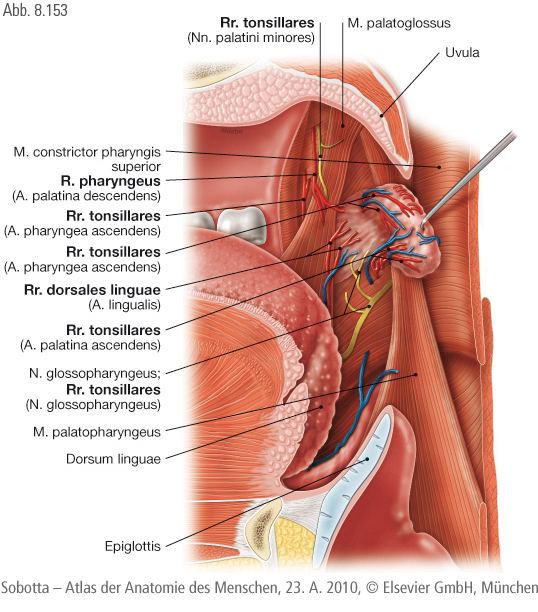 Abb. 8.153
Rr. tonsillares
(Nn. palatini minores)
M. palatoglossus
Uvula
M. constrictor pharyngis
superior
R. pharyngeus
(A. palatina descendens)
Rr. tonsillares
(A. pharyngea ascendens)
Rr. tonsillares
(A. pharyngea ascendens)
Rr. dorsales linguae
(A. lingualis)
Rr. tonsillares
(A. palatina ascendens)
N. glossopharyngeus;
Rr. tonsillares
(N. glossopharyngeus)
M. palatopharyngeus
Dorsum linguae
Epiglottis
Sobotta – Atlas der Anatomie des Menschen, 23. A. 2010, © Elsevier GmbH, München